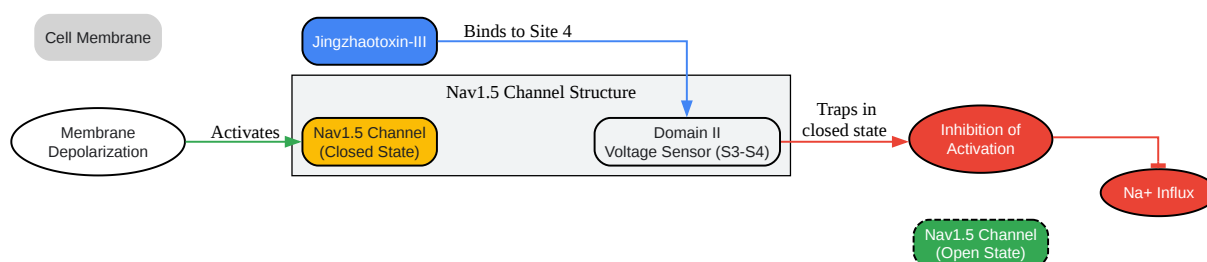 Cell Membrane
Jingzhaotoxin-III
Binds to Site 4
Nav1.5 Channel Structure
Membrane
Depolarization
Activates
Nav1.5 Channel
(Closed State)
Domain II
Voltage Sensor (S3-S4)
Traps in
closed state
Inhibition of
Activation
Na+ Influx
Nav1.5 Channel
(Open State)